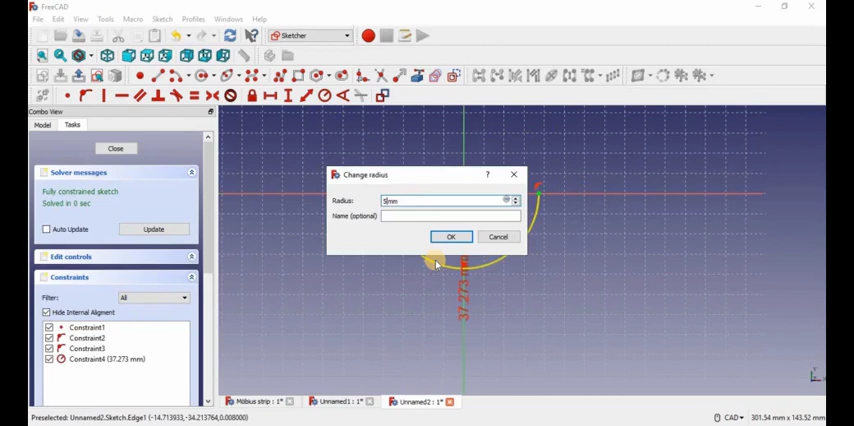 FreeCAD
File Edit View Tools Macro Sketch Profiles Windows Help
Sketcher
Combo View
Model Tasks
Close
Solver messages
Fully constrained sketch
Solved in 0 sec
Auto Update Update
Edit controls
Constraints
Filter: All
Hide Internal Aligment
Constraint1
Constraint2
Constraint3
Constraint4 (37.273 mm)
Change radius ?
Radius: 5mm
Name (optional)
OK Cancel
37.273 mm
Y
X
Möbius strip : 1* Unnamed1 : 1* Unnamed2 : 1*
Preselected: Unnamed2.Sketch.Edge1 (-14.713933,-34.213764,0.008000) CAD 301.54 mm x 143.52 mm